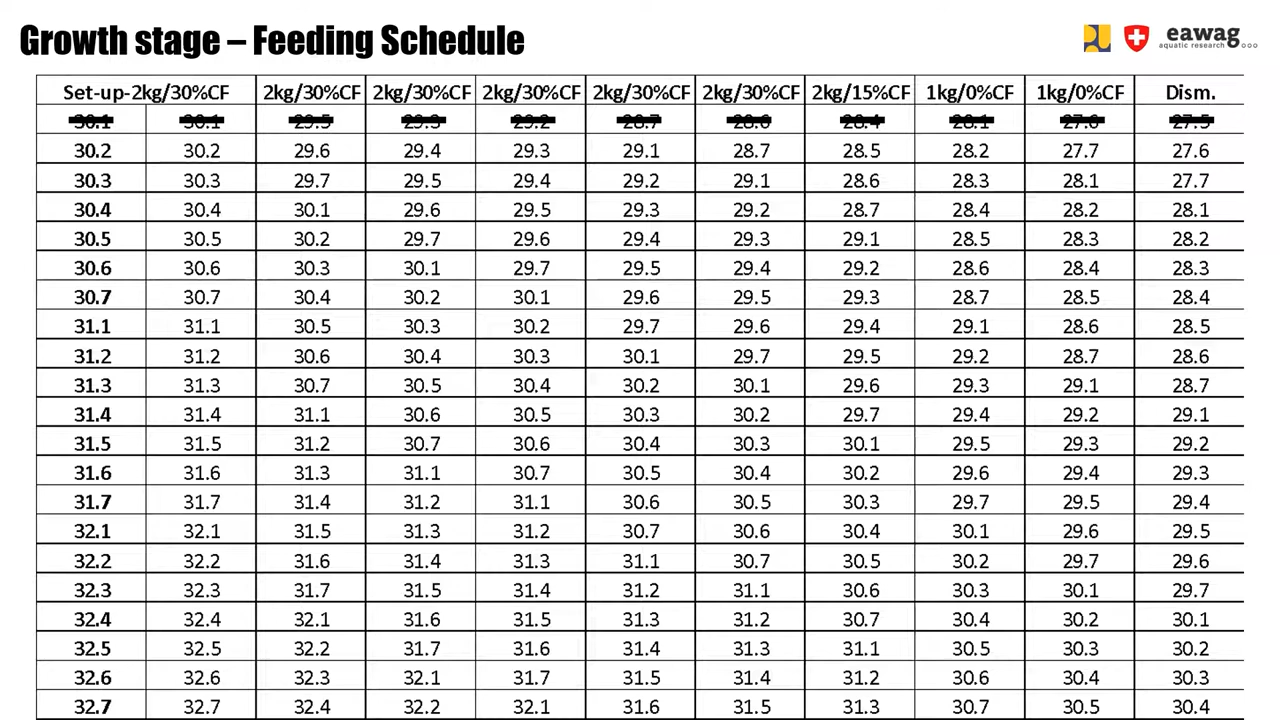 Growth stage – Feeding Schedule
eawag
aquatic research
Set-up-2kg/30%CF 2kg/30%CF 2kg/30%CF 2kg/30%CF 2kg/30%CF 2kg/30%CF 2kg/15%CF 1kg/0%CF 1kg/0%CF Dism.
30.1 30.1 29.5 29.3 29.2 28.7 28.6 28.4 28.1 27.6 27.5
30.2 30.2 29.6 29.4 29.3 29.1 28.7 28.5 28.2 27.7 27.6
30.3 30.3 29.7 29.5 29.4 29.2 29.1 28.6 28.3 28.1 27.7
30.4 30.4 30.1 29.6 29.5 29.3 29.2 28.7 28.4 28.2 28.1
30.5 30.5 30.2 29.7 29.6 29.4 29.3 29.1 28.5 28.3 28.2
30.6 30.6 30.3 30.1 29.7 29.5 29.4 29.2 28.6 28.4 28.3
30.7 30.7 30.4 30.2 30.1 29.6 29.5 29.3 28.7 28.5 28.4
31.1 31.1 30.5 30.3 30.2 29.7 29.6 29.4 29.1 28.6 28.5
31.2 31.2 30.6 30.4 30.3 30.1 29.7 29.5 29.2 28.7 28.6
31.3 31.3 30.7 30.5 30.4 30.2 30.1 29.6 29.3 29.1 28.7
31.4 31.4 31.1 30.6 30.5 30.3 30.2 29.7 29.4 29.2 29.1
31.5 31.5 31.2 30.7 30.6 30.4 30.3 30.1 29.5 29.3 29.2
31.6 31.6 31.3 31.1 30.7 30.5 30.4 30.2 29.6 29.4 29.3
31.7 31.7 31.4 31.2 31.1 30.6 30.5 30.3 29.7 29.5 29.4
32.1 32.1 31.5 31.3 31.2 30.7 30.6 30.4 30.1 29.6 29.5
32.2 32.2 31.6 31.4 31.3 31.1 30.7 30.5 30.2 29.7 29.6
32.3 32.3 31.7 31.5 31.4 31.2 31.1 30.6 30.3 30.1 29.7
32.4 32.4 32.1 31.6 31.5 31.3 31.2 30.7 30.4 30.2 30.1
32.5 32.5 32.2 31.7 31.6 31.4 31.3 31.1 30.5 30.3 30.2
32.6 32.6 32.3 32.1 31.7 31.5 31.4 31.2 30.6 30.4 30.3
32.7 32.7 32.4 32.2 32.1 31.6 31.5 31.3 30.7 30.5 30.4